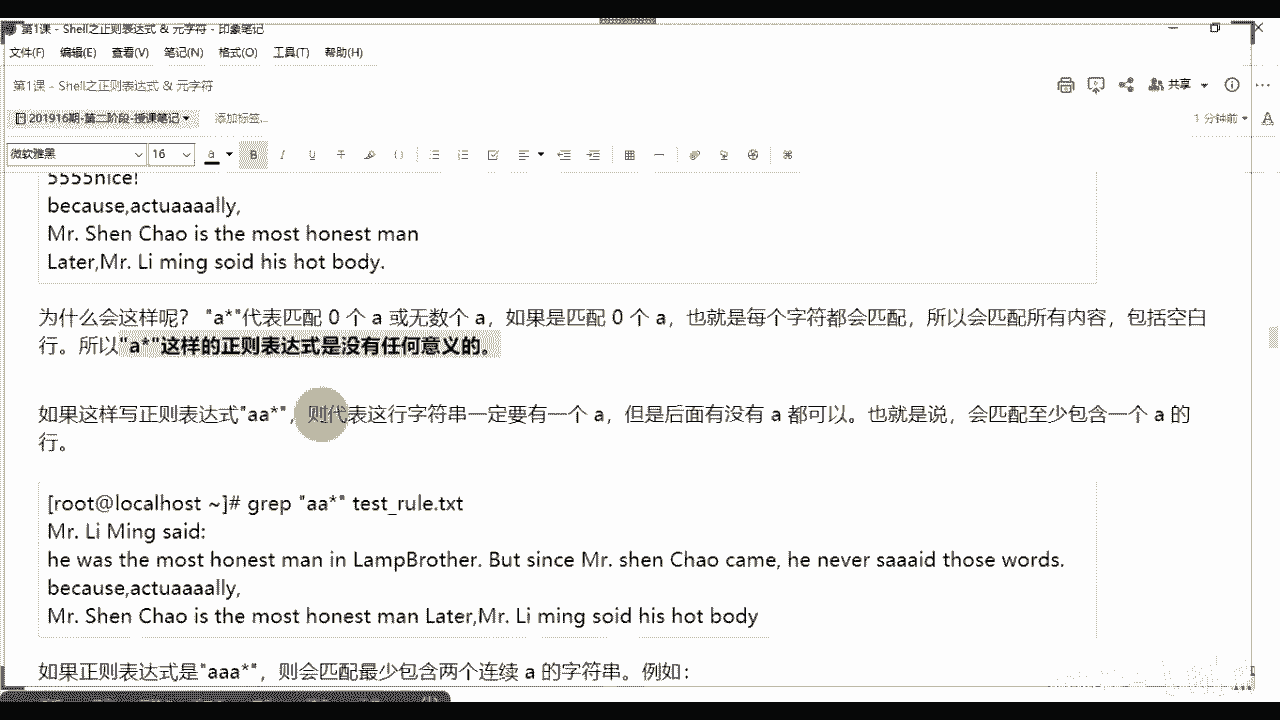 第1课 - Shell之正则表达式 & 元字符 - 印象笔记
文件(F) 编辑(E) 查看(V) 笔记(N) 格式(O) 工具(T) 帮助(H)
第1课 - Shell之正则表达式 & 元字符
共享
201916期-第二阶段-授课笔记
添加标签...
1 分钟前
微软雅黑 16
5555nice!
because,actuaaaally,
Mr. Shen Chao is the most honest man
Later,Mr. Li ming soid his hot body.
为什么会这样呢? "a*"代表匹配 0 个 a 或无数个 a，如果是匹配 0 个 a，也就是每个字符都会匹配，所以会匹配所有内容，包括空白
行。所以"a*"这样的正则表达式是没有任何意义的。
如果这样写正则表达式"aa*"，则代表这行字符串一定要有一个 a，但是后面有没有 a 都可以。也就是说，会匹配至少包含一个 a 的
行。
[root@localhost ~]# grep "aa*" test_rule.txt
Mr. Li Ming said:
he was the most honest man in LampBrother. But since Mr. shen Chao came, he never saaaid those words.
because,actuaaaally,
Mr. Shen Chao is the most honest man Later,Mr. Li ming soid his hot body
如果正则表达式是"aaa*"，则会匹配最少包含两个连续 a 的字符串。例如：